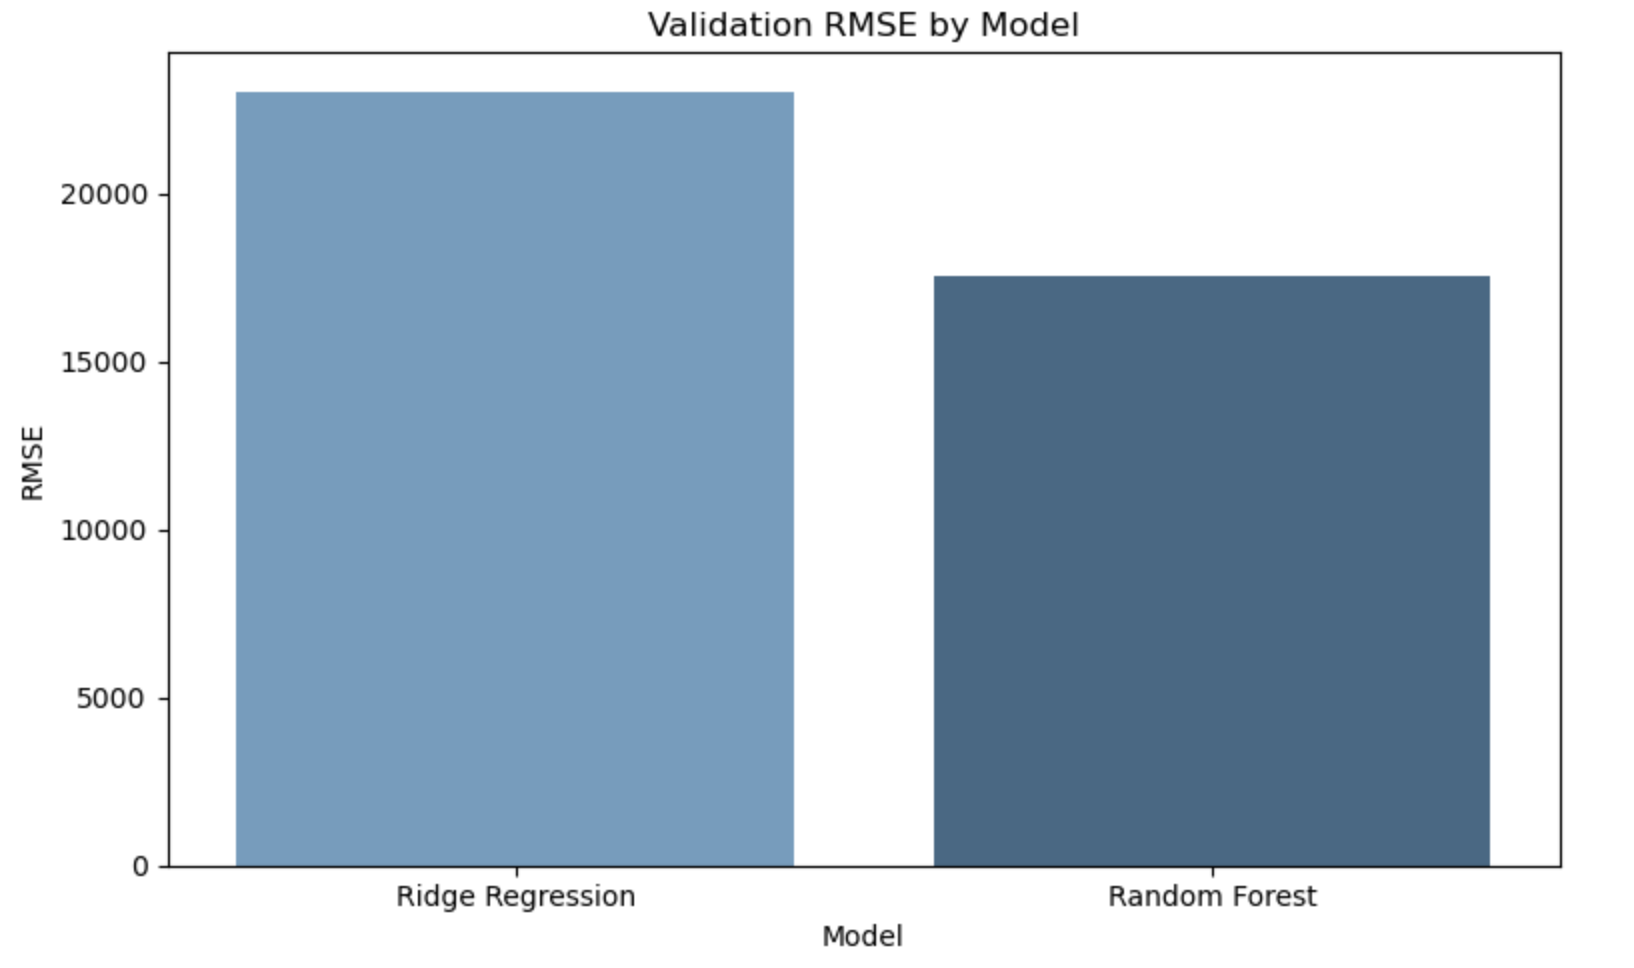 Validation RMSE by Model
20000
15000
10000
5000
0
RMSE
Ridge Regression
Random Forest
Model